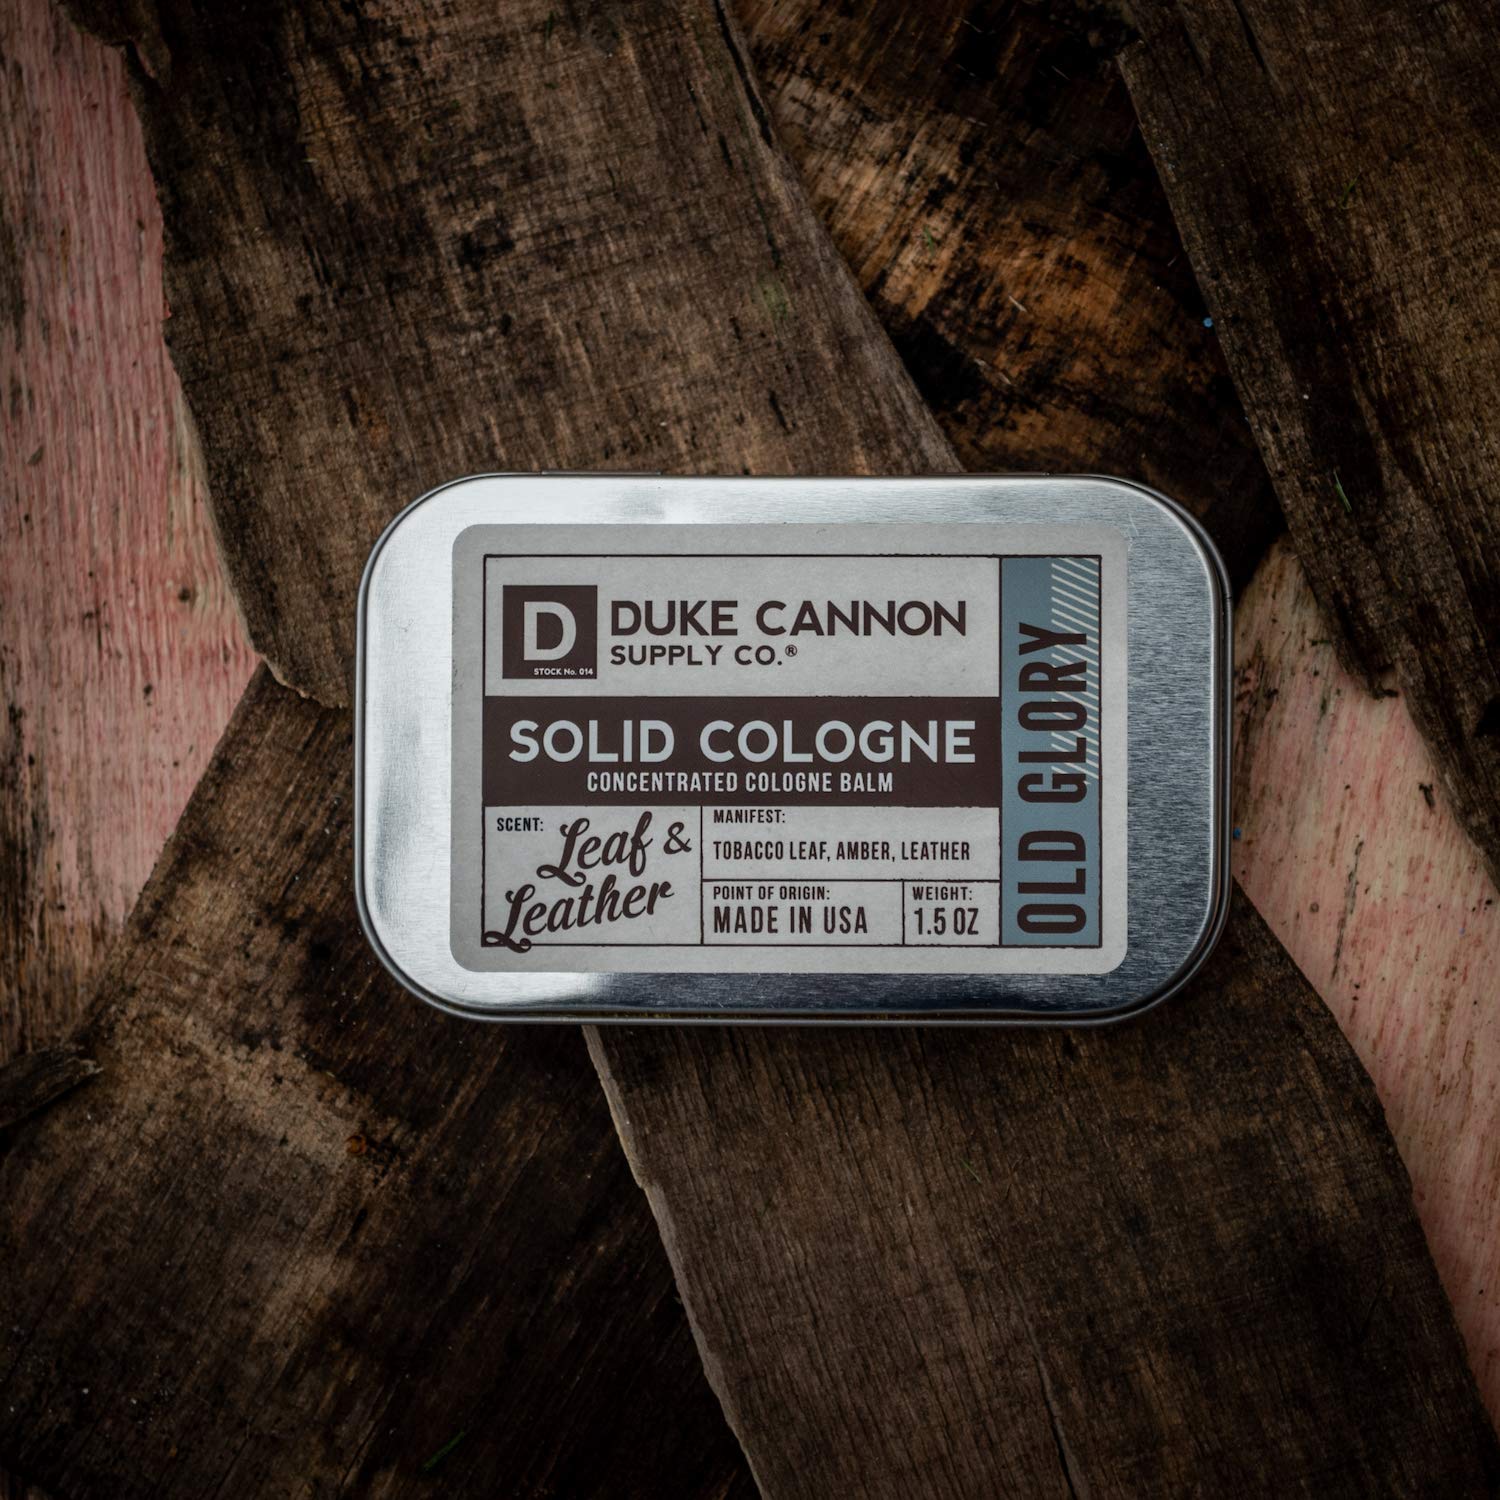 D
STOCK No. 014
DUKE CANNON
SUPPLY CO.®
SOLID COLOGNE
CONCENTRATED COLOGNE BALM
SCENT:
Leaf &
Leather
MANIFEST:
TOBACCO LEAF, AMBER, LEATHER
POINT OF ORIGIN:
MADE IN USA
WEIGHT:
1.5 OZ
OLD GLORY